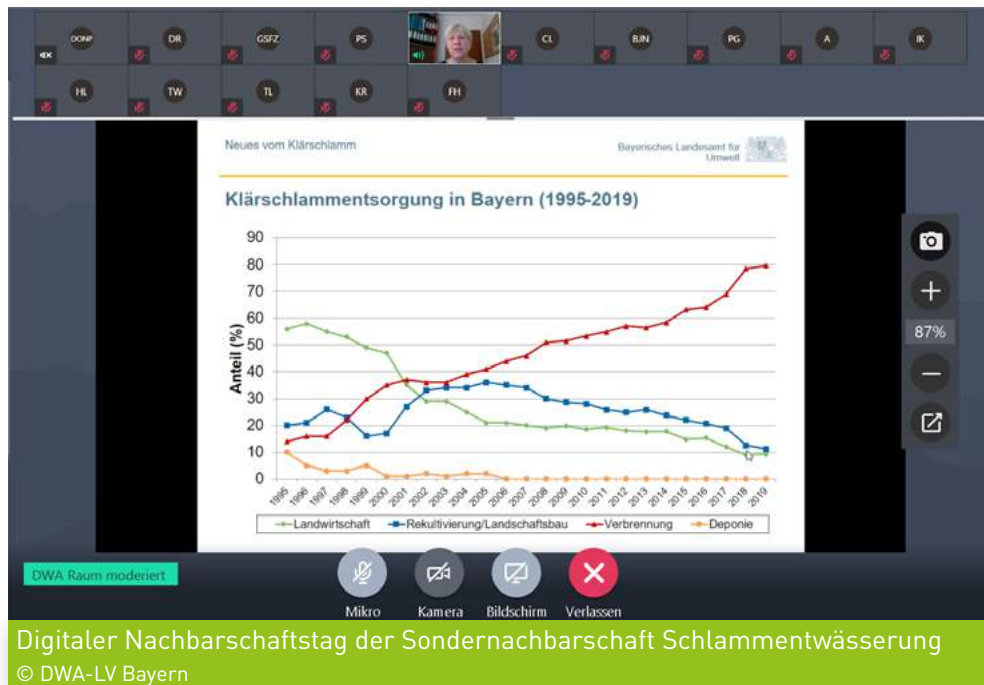 DONP DR GSFZ PS CL BJN PG A IK
HL TW TL KR FH
Neues vom Klärschlamm
Bayerisches Landesamt für
Umwelt
Klärschlammentsorgung in Bayern (1995-2019)
Anteil (%)
90
80
70
60
50
40
30
20
10
0
1995 1996 1997 1998 1999 2000 2001 2002 2003 2004 2005 2006 2007 2008 2009 2010 2011 2012 2013 2014 2015 2016 2017 2018 2019
Landwirtschaft Rekultivierung/Landschaftsbau Verbrennung Deponie
87%
DWA Raum moderiert
Mikro Kamera Bildschirm Verlassen
Digitaler Nachbarschaftstag der Sondernachbarschaft Schlammentwässerung
© DWA-LV Bayern